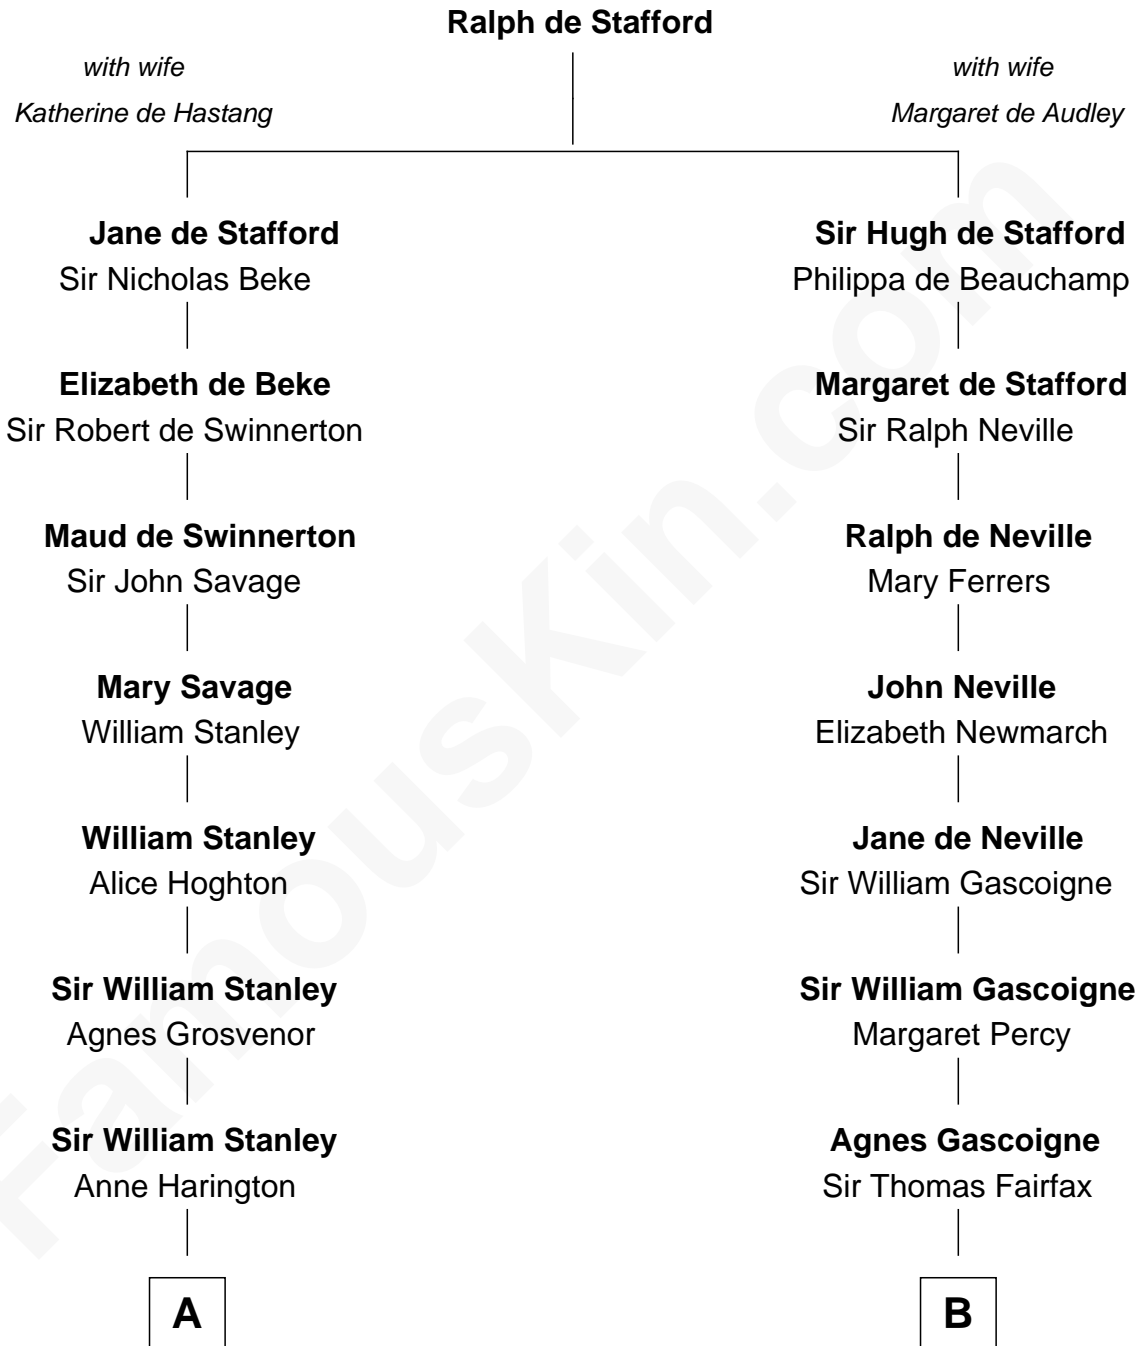 Ralph de Stafford
with wife
Katherine de Hastang
with wife
Margaret de Audley
Jane de Stafford
Sir Nicholas Beke
Sir Hugh de Stafford
Philippa de Beauchamp
Elizabeth de Beke
Sir Robert de Swinnerton
Margaret de Stafford
Sir Ralph Neville
Maud de Swinnerton
Sir John Savage
Ralph de Neville
Mary Ferrers
Mary Savage
William Stanley
John Neville
Elizabeth Newmarch
William Stanley
Alice Hoghton
Jane de Neville
Sir William Gascoigne
Sir William Stanley
Agnes Grosvenor
Sir William Gascoigne
Margaret Percy
Sir William Stanley
Anne Harington
Agnes Gascoigne
Sir Thomas Fairfax
A
B
FamousKin.com